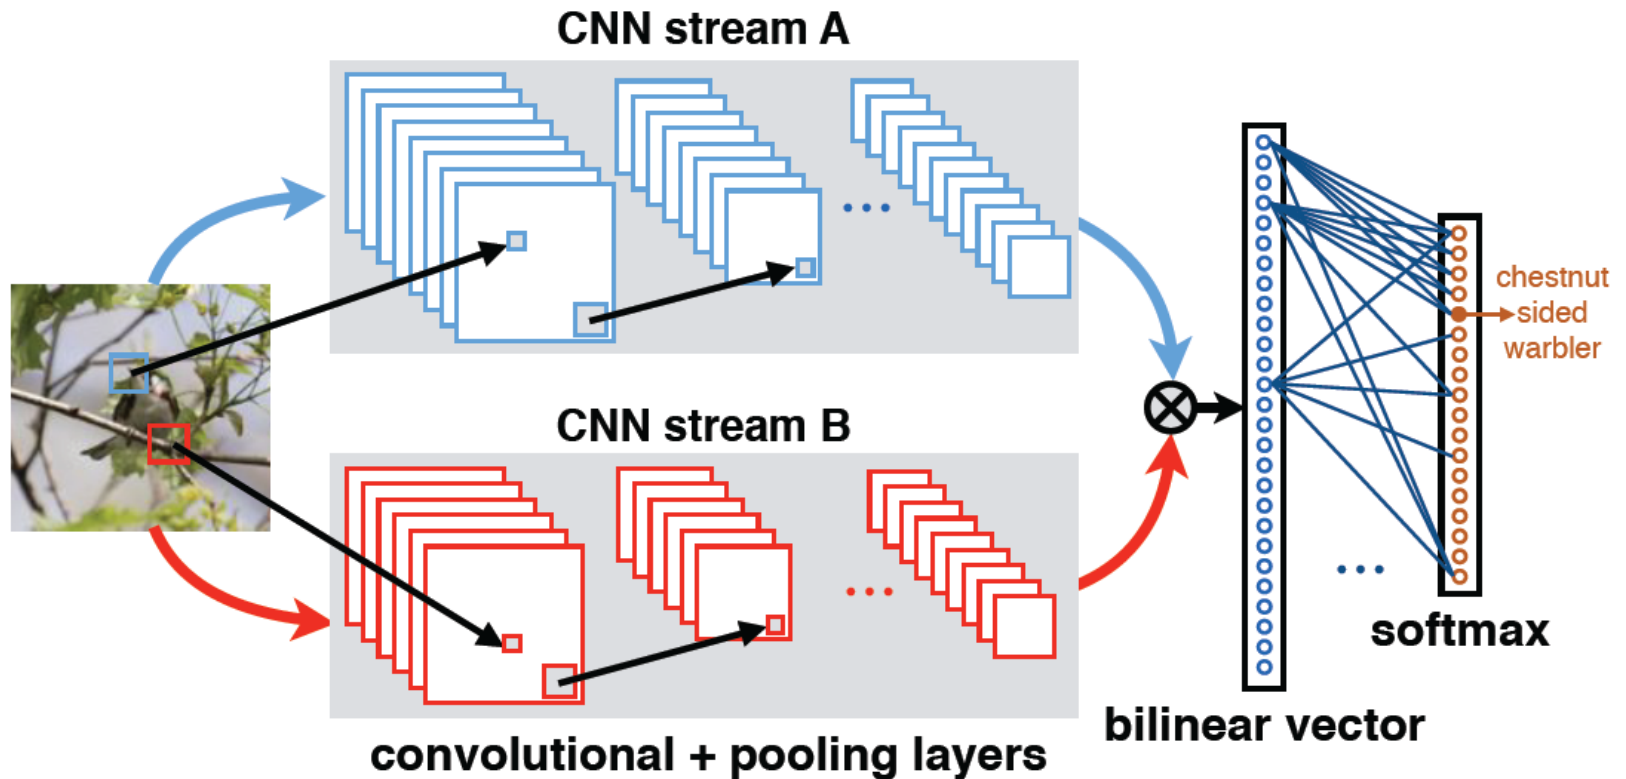 CNN stream A
CNN stream B
chestnut
sided
warbler
softmax
bilinear vector
convolutional + pooling layers